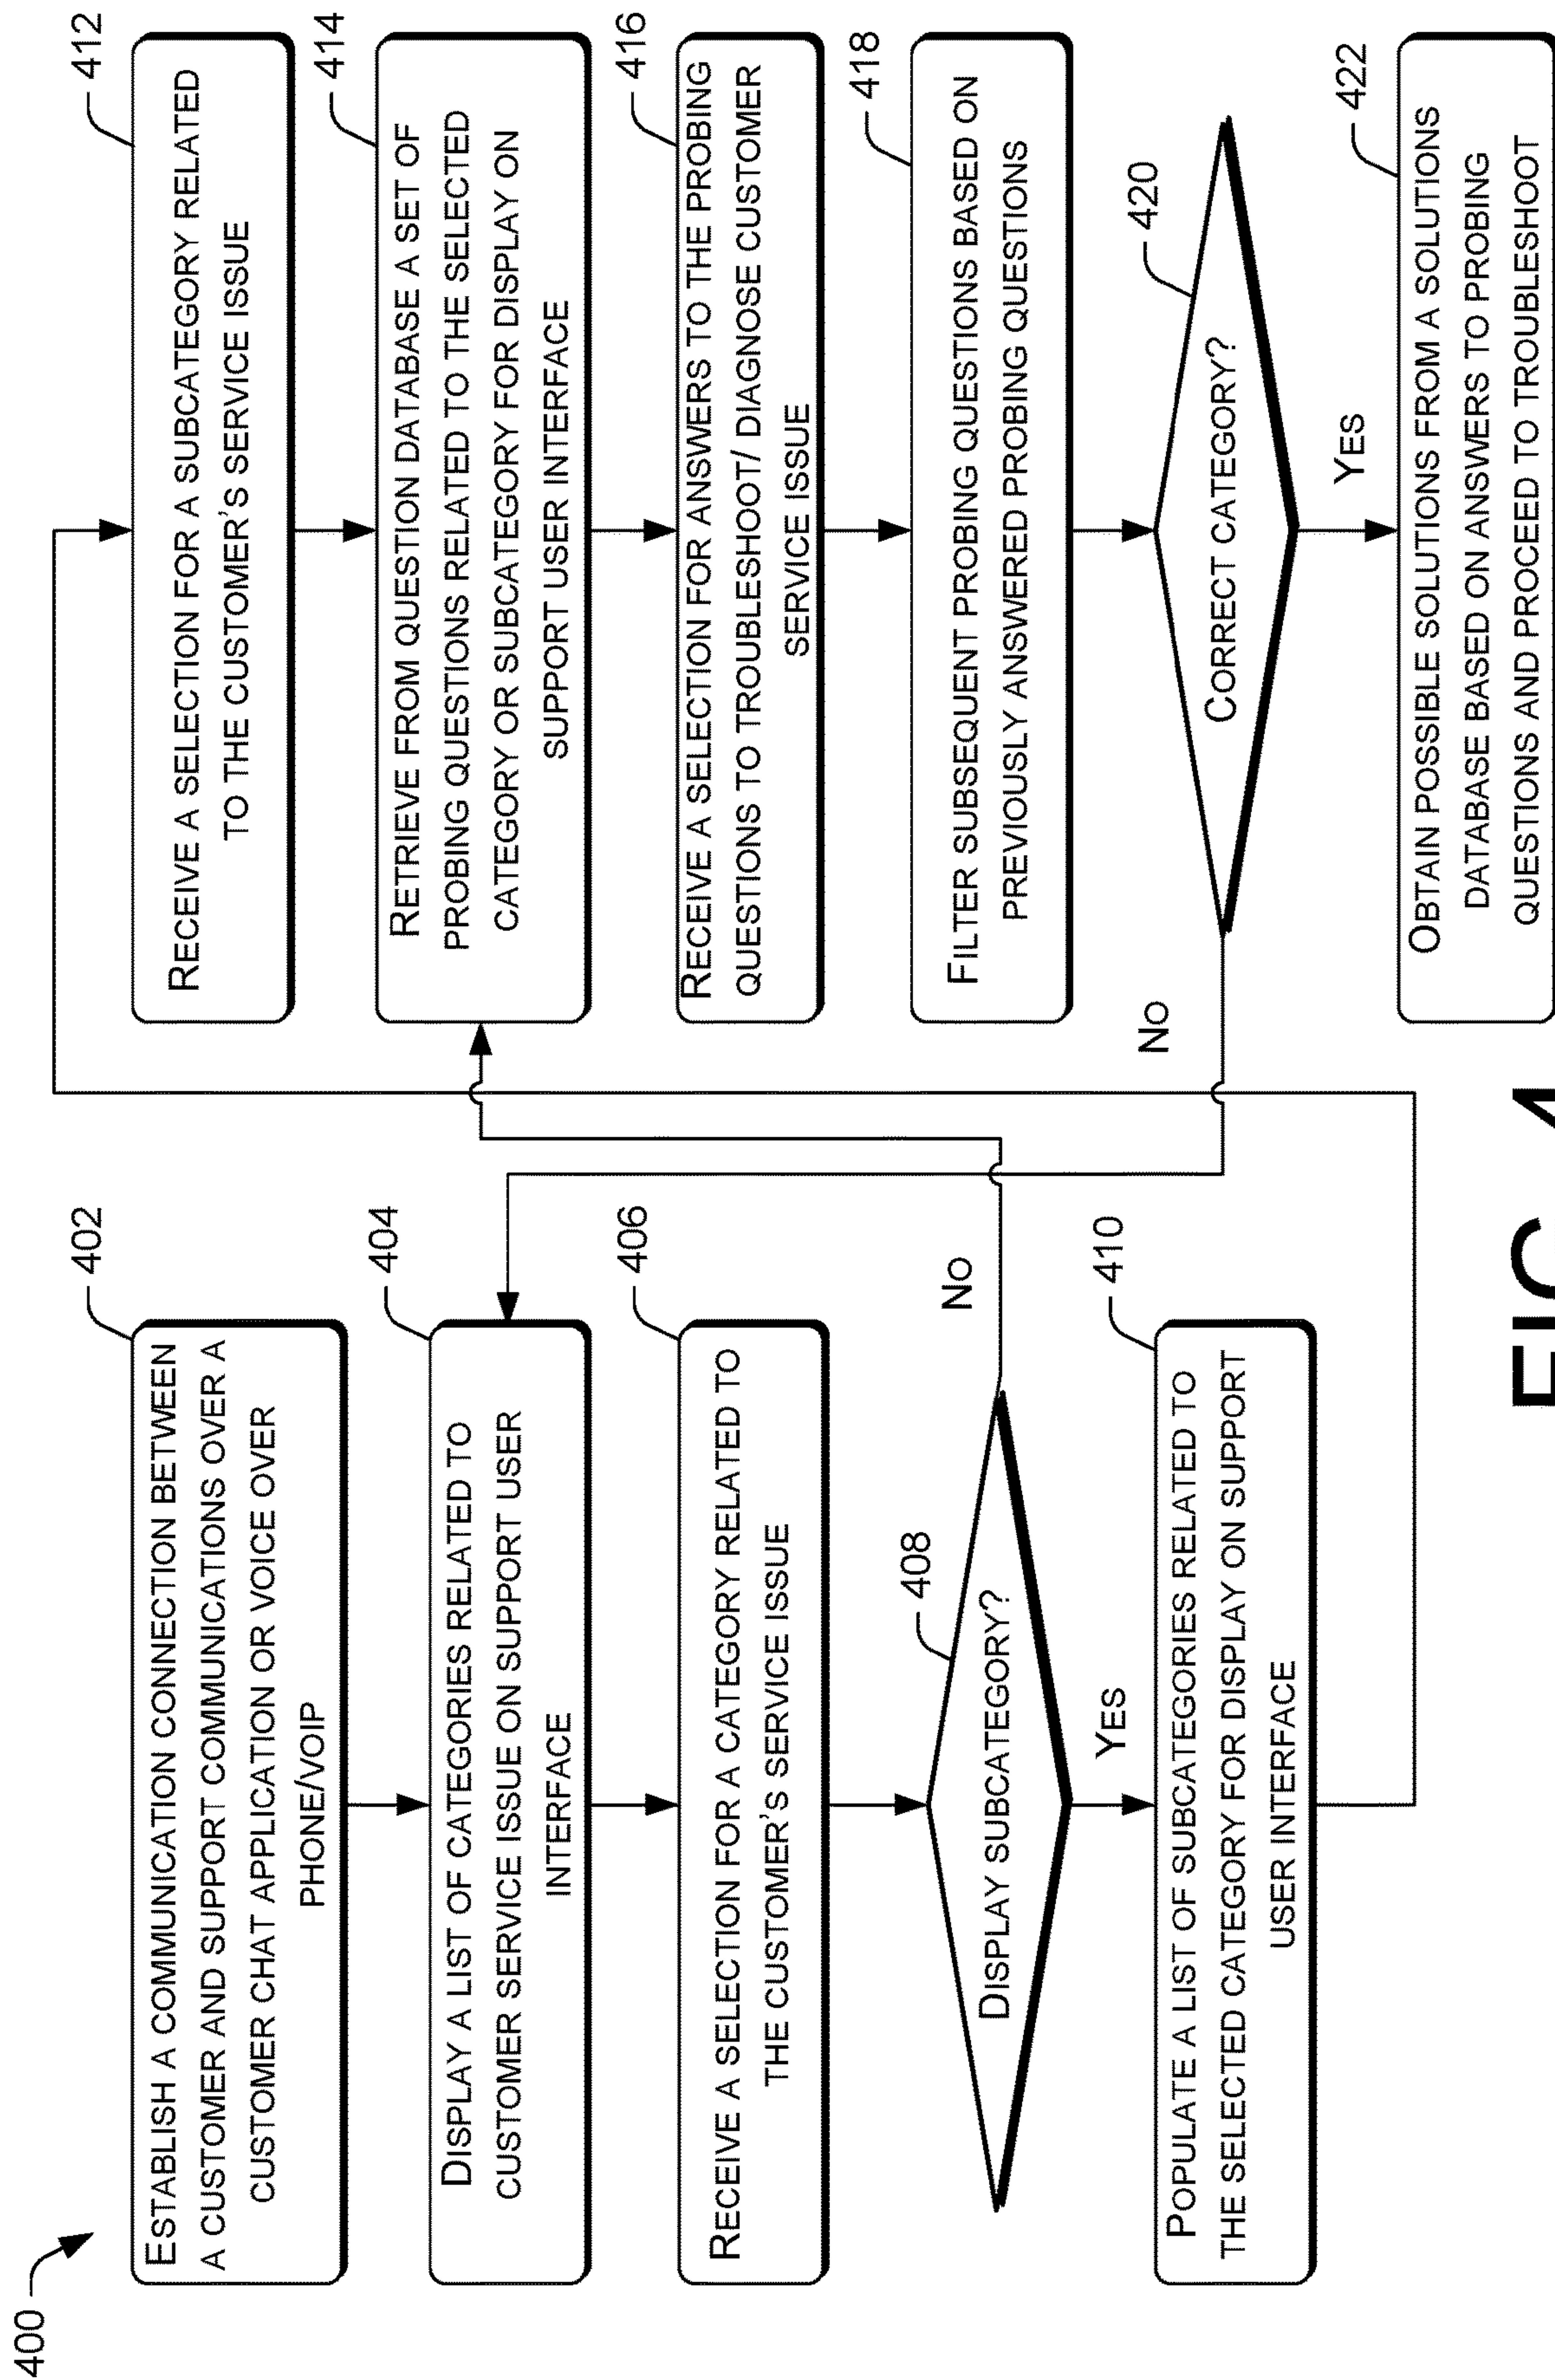 400
402
ESTABLISH A COMMUNICATION CONNECTION BETWEEN
A CUSTOMER AND SUPPORT COMMUNICATIONS OVER A
CUSTOMER CHAT APPLICATION OR VOICE OVER
PHONE/VOIP
404
DISPLAY A LIST OF CATEGORIES RELATED TO
CUSTOMER SERVICE ISSUE ON SUPPORT USER
INTERFACE
406
RECEIVE A SELECTION FOR A CATEGORY RELATED TO
THE CUSTOMER'S SERVICE ISSUE
408
DISPLAY SUBCATEGORY?
NO
YES
410
POPULATE A LIST OF SUBCATEGORIES RELATED TO
THE SELECTED CATEGORY FOR DISPLAY ON SUPPORT
USER INTERFACE
412
RECEIVE A SELECTION FOR A SUBCATEGORY RELATED
TO THE CUSTOMER'S SERVICE ISSUE
414
RETRIEVE FROM QUESTION DATABASE A SET OF
PROBING QUESTIONS RELATED TO THE SELECTED
CATEGORY OR SUBCATEGORY FOR DISPLAY ON
SUPPORT USER INTERFACE
416
RECEIVE A SELECTION FOR ANSWERS TO THE PROBING
QUESTIONS TO TROUBLESHOOT/ DIAGNOSE CUSTOMER
SERVICE ISSUE
418
FILTER SUBSEQUENT PROBING QUESTIONS BASED ON
PREVIOUSLY ANSWERED PROBING QUESTIONS
420
CORRECT CATEGORY?
NO
YES
422
OBTAIN POSSIBLE SOLUTIONS FROM A SOLUTIONS
DATABASE BASED ON ANSWERS TO PROBING
QUESTIONS AND PROCEED TO TROUBLESHOOT